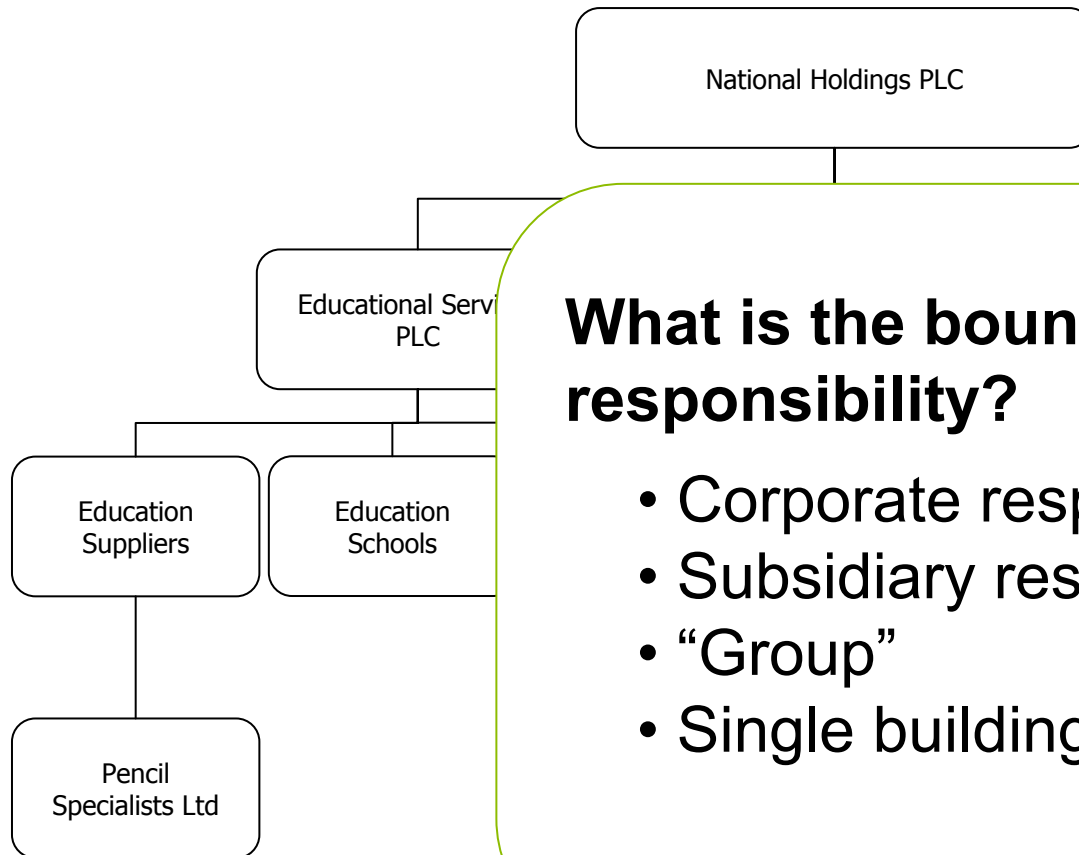 National Holdings PLC
Educational Servi
PLC
What is the boun
responsibility?
• Corporate resp
• Subsidiary res
• “Group”
• Single building
Education
Suppliers
Education
Schools
Pencil
Specialists Ltd